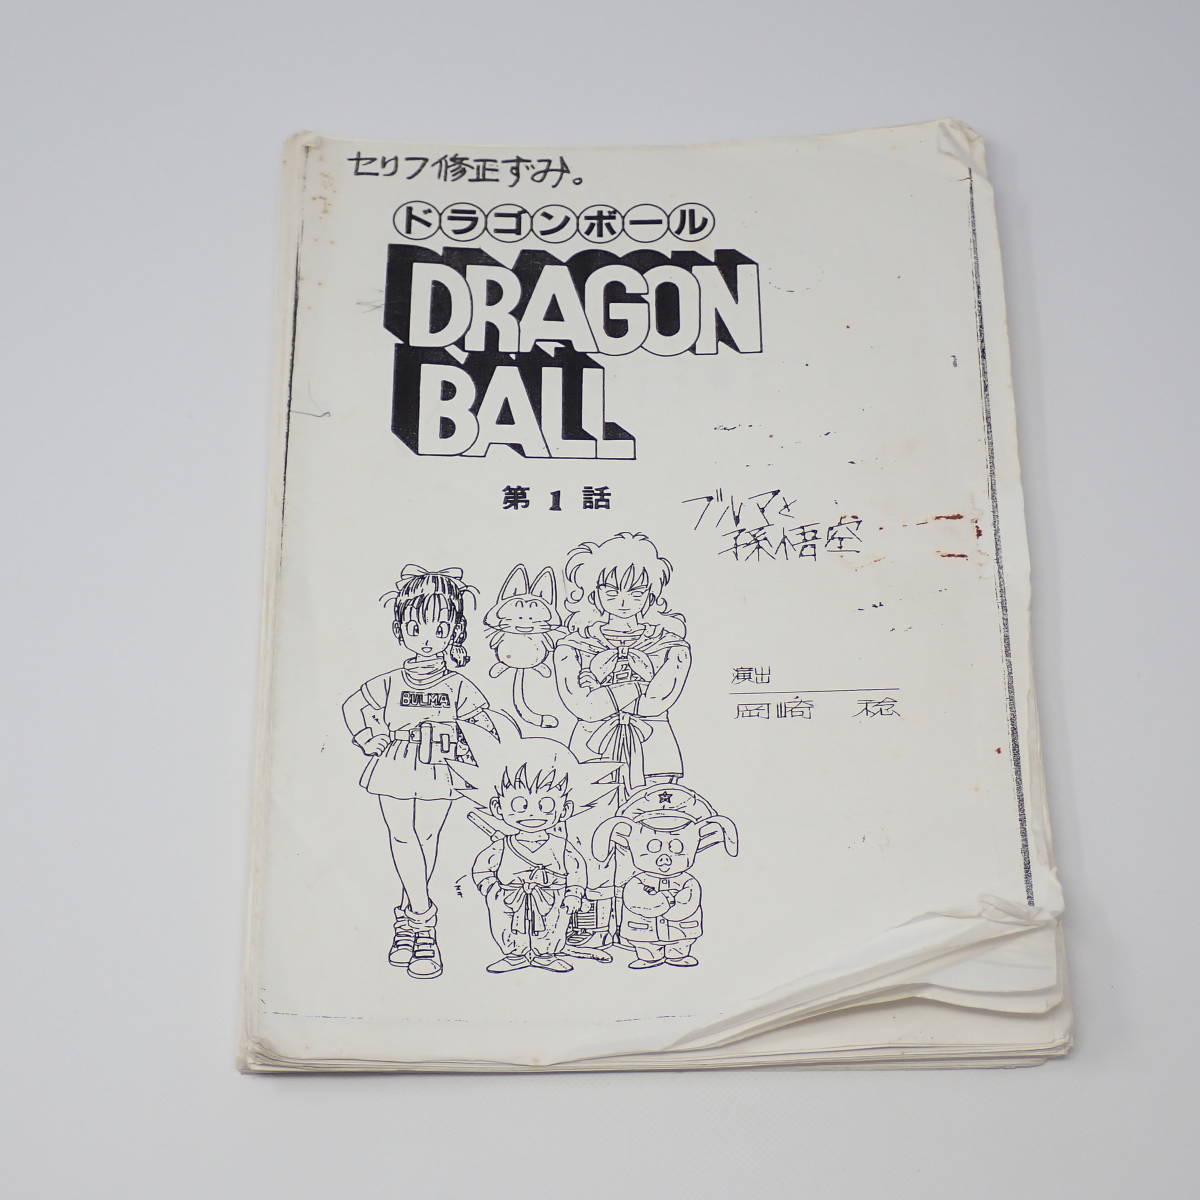 セリフ修正ずみ。
ドラゴンボール
DRAGON
BALL
第1話
ブルマと
孫悟空
BULMA
演出
岡崎 稔